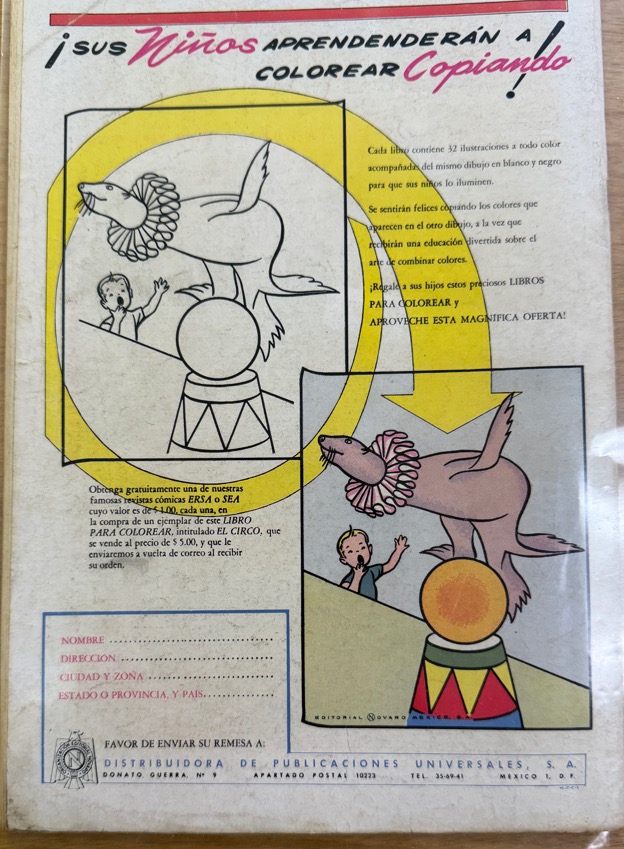 ¡SUS Niños APRENDENDERÁN A
COLOREAR Copiando!
Cada libro contiene 32 ilustraciones a todo color
acompañadas del mismo dibujo en blanco y negro
para que sus niños lo iluminen.
Se sentirán felices copiando los colores que
aparecen en el otro dibujo, a la vez que
recibirán una educación divertida sobre el
arte de combinar colores.
¡Regale a sus hijos estos preciosos LIBROS
PARA COLOREAR y
APROVECHE ESTA MAGNIFICA OFERTA!
Obtenga gratuitamente una de nuestras
famosas revistas cómicas ERSA o SEA
cuyo valor es de $ 1.00, cada una, en
la compra de un ejemplar de este LIBRO
PARA COLOREAR, intitulado EL CIRCO, que
se vende al precio de $ 5.00, y que le
enviaremos a vuelta de correo al recibir
su orden.
EDITORIAL NOVARO MEXICO, S.A.
NOMBRE
DIRECCION
CIUDAD Y ZONA
ESTADO O PROVINCIA, Y PAIS
FAVOR DE ENVIAR SU REMESA A:
DISTRIBUIDORA DE PUBLICACIONES UNIVERSALES, S. A.
DONATO GUERRA, Nº 9 APARTADO POSTAL 10223 TEL. 35-69-41 MEXICO 1, D. F.